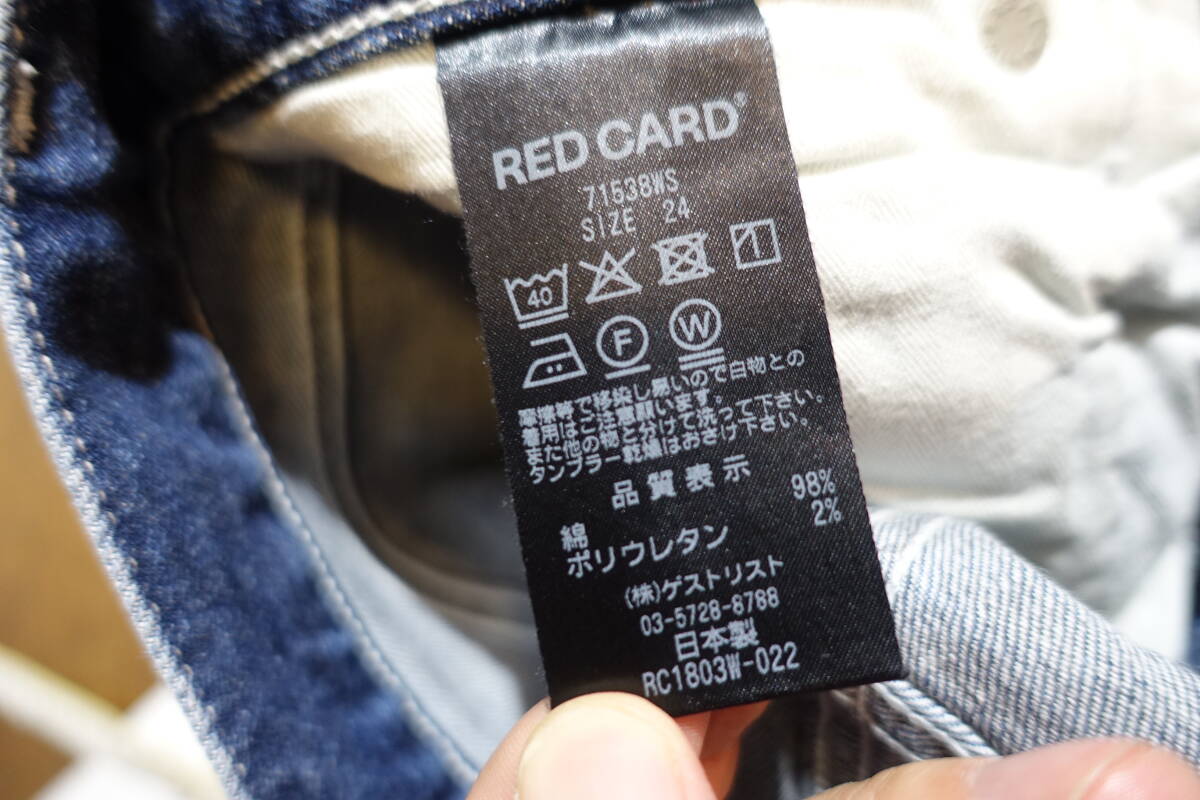 RED CARD®
71538WS
SIZE 24
40
F W
摩擦等で移染し易いので白物との
着用はご注意願います。
また他の物と分けて洗って下さい。
タンブラー乾燥はおさけ下さい。
品質表示
綿 98%
ポリウレタン 2%
(株)ゲストリスト
03-5728-8788
日本製
RC1803W-022